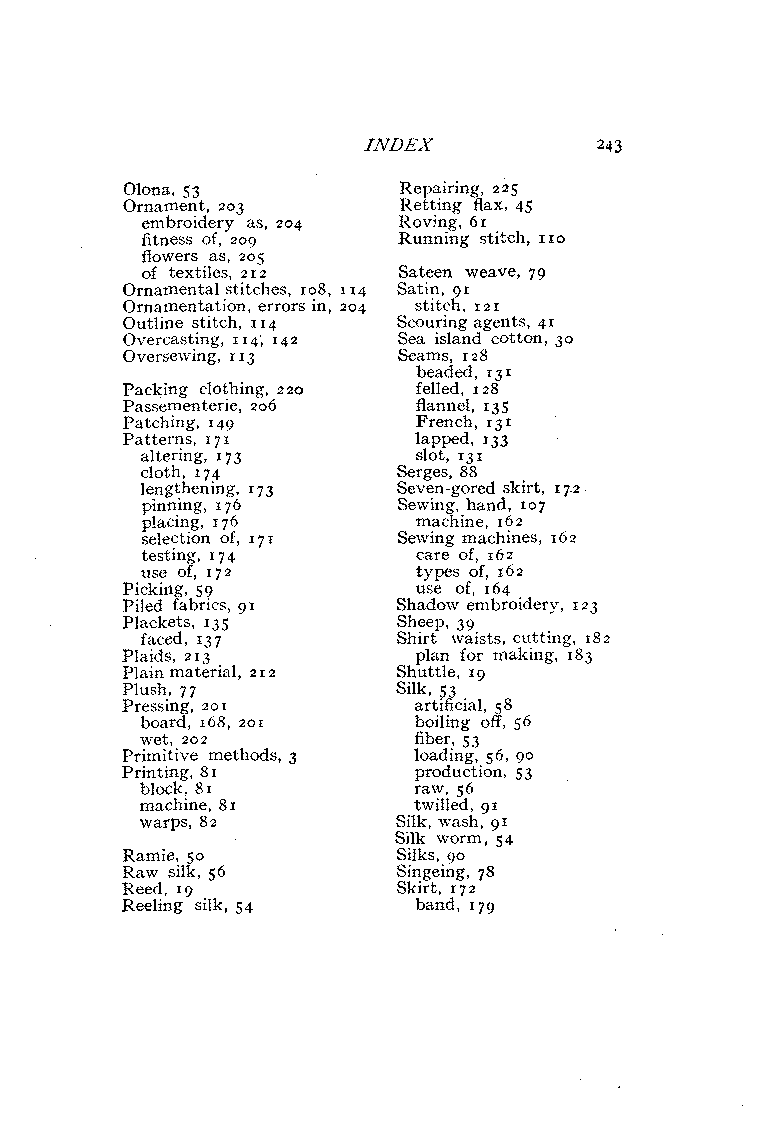 INDEX 243
Olona, 53
Ornament, 203
embroidery as, 204
fitness of, 209
flowers as, 205
of textiles, 212
Ornamental stitches, 108, 114
Ornamentation, errors in, 204
Outline stitch, 114
Overcasting, 114, 142
Oversewing, 113
Packing clothing, 220
Passementerie, 206
Patching, 149
Patterns, 171
altering, 173
cloth, 174
lengthening, 173
pinning, 176
placing, 176
selection of, 171
testing, 174
use of, 172
Picking, 59
Piled fabrics, 91
Plackets, 135
faced, 137
Plaids, 213
Plain material, 212
Plush, 77
Pressing, 201
board, 168, 201
wet, 202
Primitive methods, 3
Printing, 81
block, 81
machine, 81
warps, 82
Ramie, 50
Raw silk, 56
Reed, 19
Reeling silk, 54
Repairing, 225
Retting flax, 45
Roving, 61
Running stitch, 110
Sateen weave, 79
Satin, 91
stitch, 121
Scouring agents, 41
Sea island cotton, 30
Seams, 128
beaded, 131
felled, 128
flannel, 135
French, 131
lapped, 133
slot, 131
Serges, 88
Seven-gored skirt, 172
Sewing, hand, 107
machine, 162
Sewing machines, 162
care of, 162
types of, 162
use of, 164
Shadow embroidery, 123
Sheep, 39
Shirt waists, cutting, 182
plan for making, 183
Shuttle, 19
Silk, 53
artificial, 58
boiling off, 56
fiber, 53
loading, 56, 90
production, 53
raw, 56
twilled, 91
Silk, wash, 91
Silk worm, 54
Silks, 90
Singeing, 78
Skirt, 172
band, 179